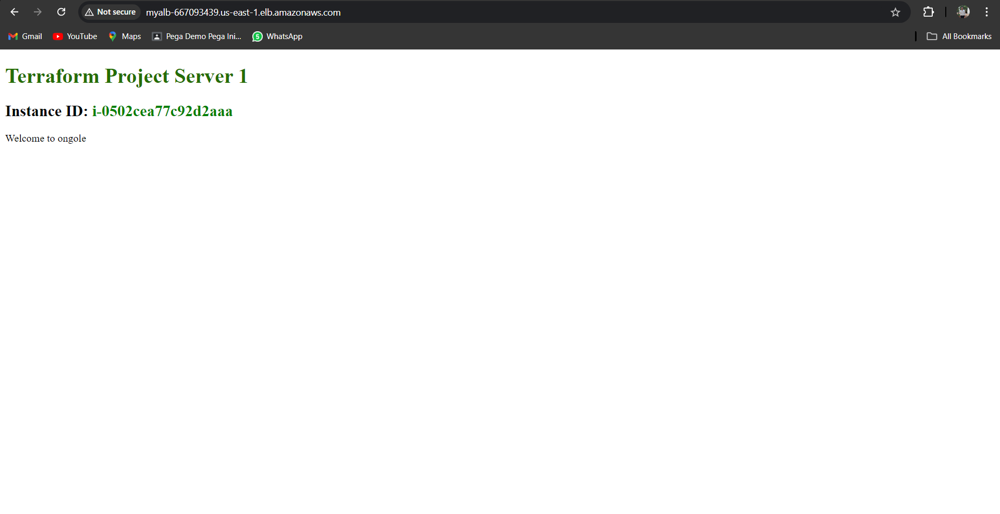 Not secure myalb-667093439.us-east-1.elb.amazonaws.com
Gmail YouTube Maps Pega Demo Pega Ini... 5 WhatsApp All Bookmarks
Terraform Project Server 1
Instance ID: i-0502cea77c92d2aaa
Welcome to ongole